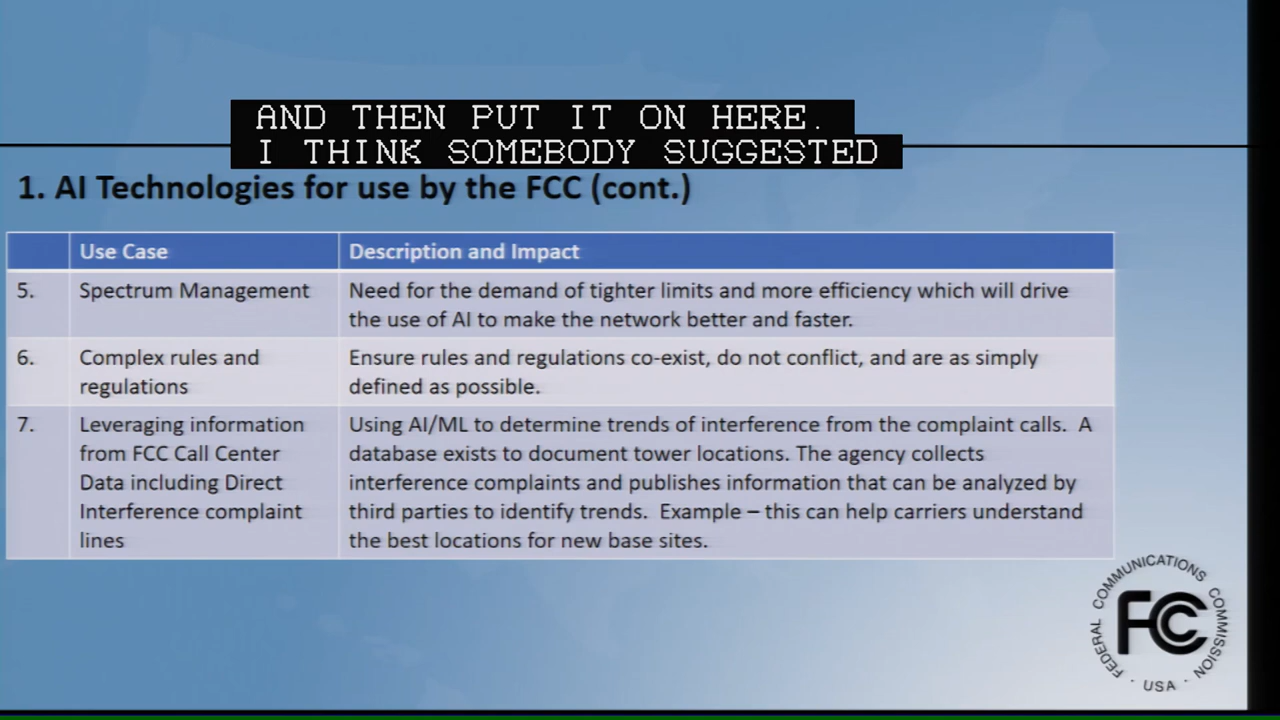 AND THEN PUT IT ON HERE.
I THINK SOMEBODY SUGGESTED
1. AI Technologies for use by the FCC (cont.)
Use Case
Description and Impact
5.
Spectrum Management
Need for the demand of tighter limits and more efficiency which will drive
the use of AI to make the network better and faster.
6.
Complex rules and
regulations
Ensure rules and regulations co-exist, do not conflict, and are as simply
defined as possible.
7.
Leveraging information
from FCC Call Center
Data including Direct
Interference complaint
lines
Using AI/ML to determine trends of interference from the complaint calls. A
database exists to document tower locations. The agency collects
interference complaints and publishes information that can be analyzed by
third parties to identify trends. Example – this can help carriers understand
the best locations for new base sites.
FEDERAL COMMUNICATIONS COMMISSION
FCC
· USA ·